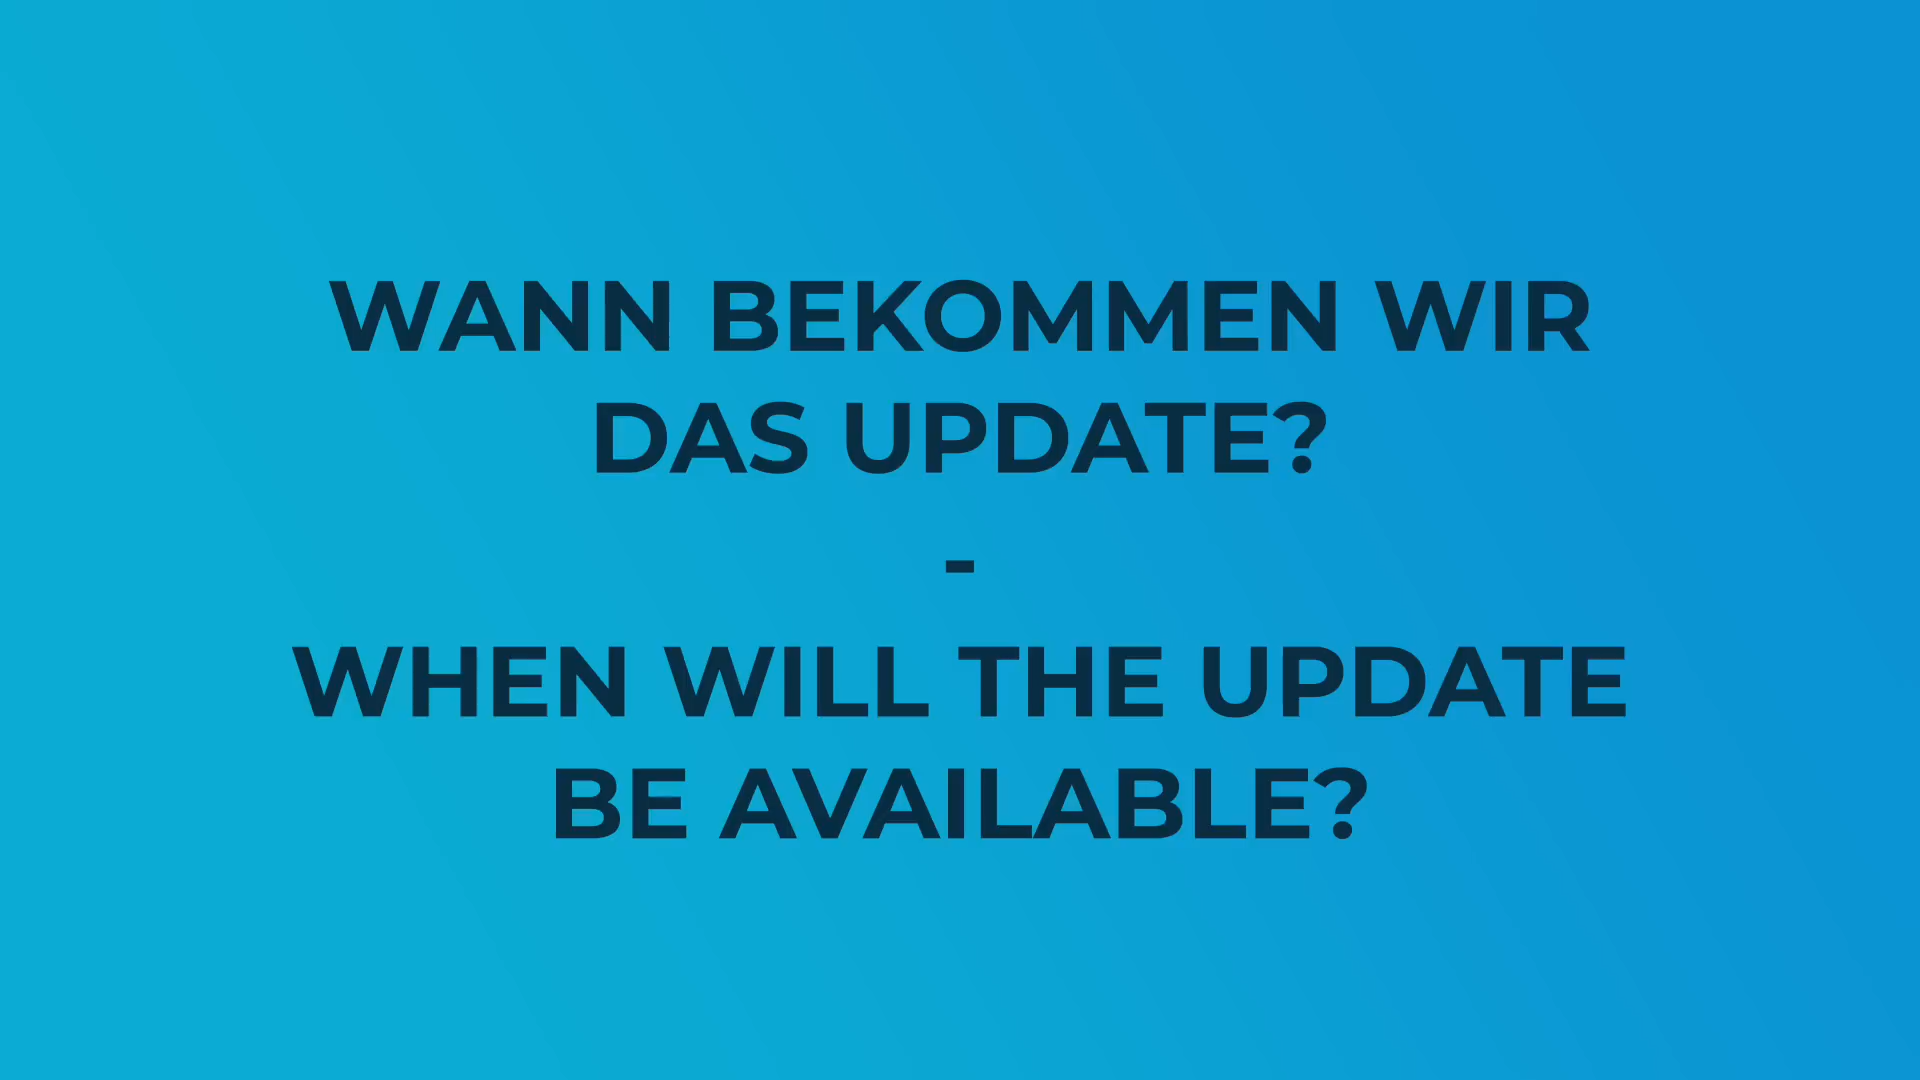 WANN BEKOMMEN WIR
DAS UPDATE?
-
WHEN WILL THE UPDATE
BE AVAILABLE?